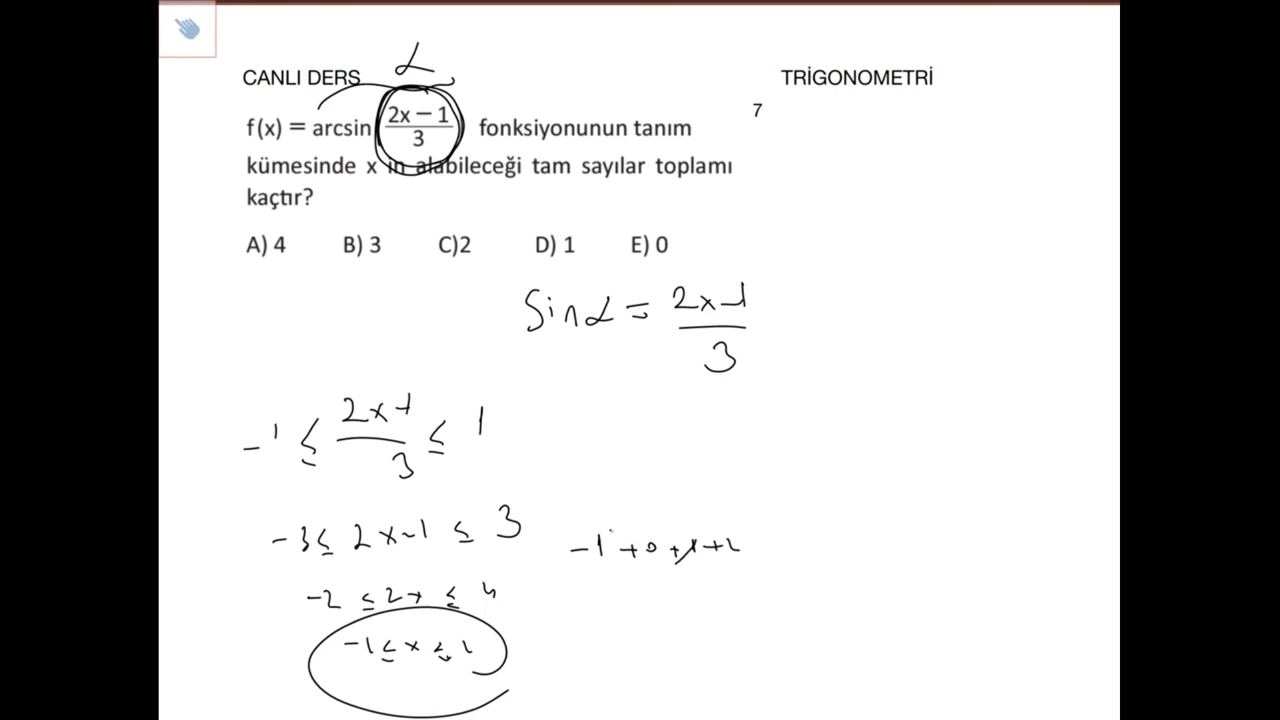 CANLI DERS
TRİGONOMETRİ
α
f(x) = arcsin(2x − 1 / 3) fonksiyonunun tanım
kümesinde x in alabileceği tam sayılar toplamı
kaçtır?
A) 4 B) 3 C)2 D) 1 E) 0
7
Sin α = 2x-1 / 3
-1 ≤ 2x-1 / 3 ≤ 1
-3 ≤ 2x-1 ≤ 3
-1 + 0 + 1 + 2
-2 ≤ 2x ≤ 4
-1 ≤ x ≤ 2